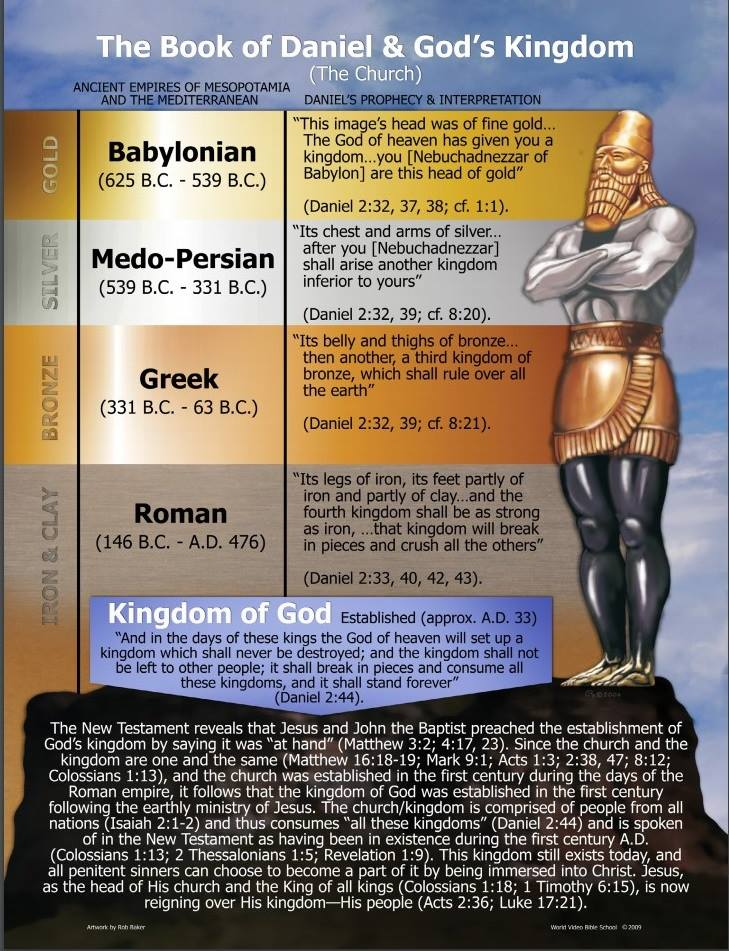 The Book of Daniel & God's Kingdom
(The Church)
ANCIENT EMPIRES OF MESOPOTAMIA
AND THE MEDITERRANEAN
DANIEL'S PROPHECY & INTERPRETATION
GOLD
Babylonian
(625 B.C. - 539 B.C.)
"This image's head was of fine gold...
The God of heaven has given you a
kingdom...you [Nebuchadnezzar of
Babylon] are this head of gold"
(Daniel 2:32, 37, 38; cf. 1:1).
SILVER
Medo-Persian
(539 B.C. - 331 B.C.)
"Its chest and arms of silver...
after you [Nebuchadnezzar]
shall arise another kingdom
inferior to yours"
(Daniel 2:32, 39; cf. 8:20).
BRONZE
Greek
(331 B.C. - 63 B.C.)
"Its belly and thighs of bronze...
then another, a third kingdom of
bronze, which shall rule over all
the earth"
(Daniel 2:32, 39; cf. 8:21).
IRON & CLAY
Roman
(146 B.C. - A.D. 476)
"Its legs of iron, its feet partly of
iron and partly of clay...and the
fourth kingdom shall be as strong
as iron, ...that kingdom will break
in pieces and crush all the others"
(Daniel 2:33, 40, 42, 43).
Kingdom of God Established (approx. A.D. 33)
"And in the days of these kings the God of heaven will set up a
kingdom which shall never be destroyed; and the kingdom shall not
be left to other people; it shall break in pieces and consume all
these kingdoms, and it shall stand forever"
(Daniel 2:44).
The New Testament reveals that Jesus and John the Baptist preached the establishment of
God's kingdom by saying it was "at hand" (Matthew 3:2; 4:17, 23). Since the church and the
kingdom are one and the same (Matthew 16:18-19; Mark 9:1; Acts 1:3; 2:38, 47; 8:12;
Colossians 1:13), and the church was established in the first century during the days of the
Roman empire, it follows that the kingdom of God was established in the first century
following the earthly ministry of Jesus. The church/kingdom is comprised of people from all
nations (Isaiah 2:1-2) and thus consumes "all these kingdoms" (Daniel 2:44) and is spoken
of in the New Testament as having been in existence during the first century A.D.
(Colossians 1:13; 2 Thessalonians 1:5; Revelation 1:9). This kingdom still exists today, and
all penitent sinners can choose to become a part of it by being immersed into Christ. Jesus,
as the head of His church and the King of all kings (Colossians 1:18; 1 Timothy 6:15), is now
reigning over His kingdom—His people (Acts 2:36; Luke 17:21).
Artwork by Rob Baker
World Video Bible School ©2009